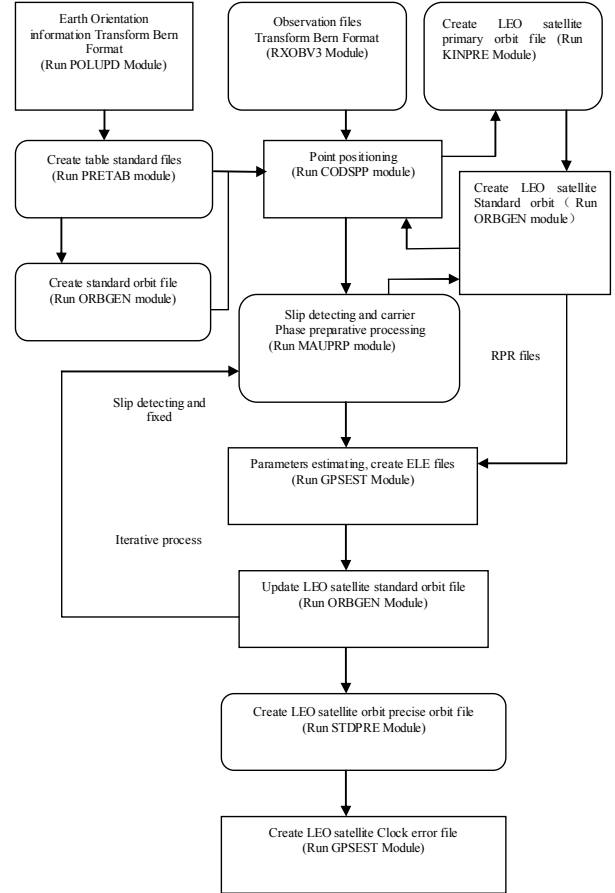 Earth Orientation
information Transform Bern
Format
(Run POLUPD Module)
Observation files
Transform Bern Format
(RXOBV3 Module)
Create LEO satellite
primary orbit file (Run
KINPRE Module)
Create table standard files
(Run PRETAB module)
Point positioning
(Run CODSPP module)
Create LEO satellite
Standard orbit （ Run
ORBGEN module）
Create standard orbit file
(Run ORBGEN module)
Slip detecting and carrier
Phase preparative processing
(Run MAUPRP module)
RPR files
Slip detecting and
fixed
Parameters estimating, create ELE files
(Run GPSEST Module)
Iterative process
Update LEO satellite standard orbit file
(Run ORBGEN Module)
Create LEO satellite orbit precise orbit file
(Run STDPRE Module)
Create LEO satellite Clock error file
(Run GPSEST Module)